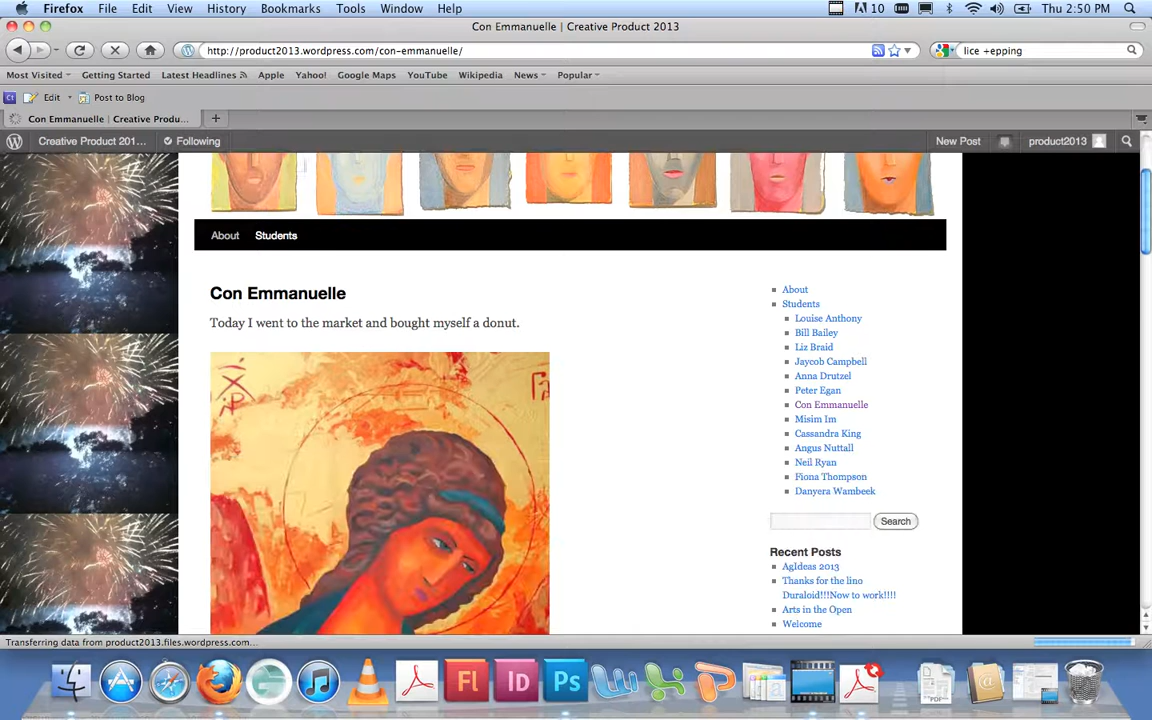 Firefox File Edit View History Bookmarks Tools Window Help 10 Thu 2:50 PM
Con Emmanuelle | Creative Product 2013
http://product2013.wordpress.com/con-emmanuelle/ lice +epping
Most Visited Getting Started Latest Headlines Apple Yahoo! Google Maps YouTube Wikipedia News Popular
Ct Edit Post to Blog
Con Emmanuelle | Creative Produ... +
Creative Product 201... Following New Post product2013
About Students
Con Emmanuelle
Today I went to the market and bought myself a donut.
About
Students
Louise Anthony
Bill Bailey
Liz Braid
Jaycob Campbell
Anna Drutzel
Peter Egan
Con Emmanuelle
Misim Im
Cassandra King
Angus Nuttall
Neil Ryan
Fiona Thompson
Danyera Wambeek
Search
Recent Posts
AgIdeas 2013
Thanks for the lino
Duraloid!!!Now to work!!!!
Arts in the Open
Welcome
Transferring data from product2013.files.wordpress.com...
Fl Id Ps